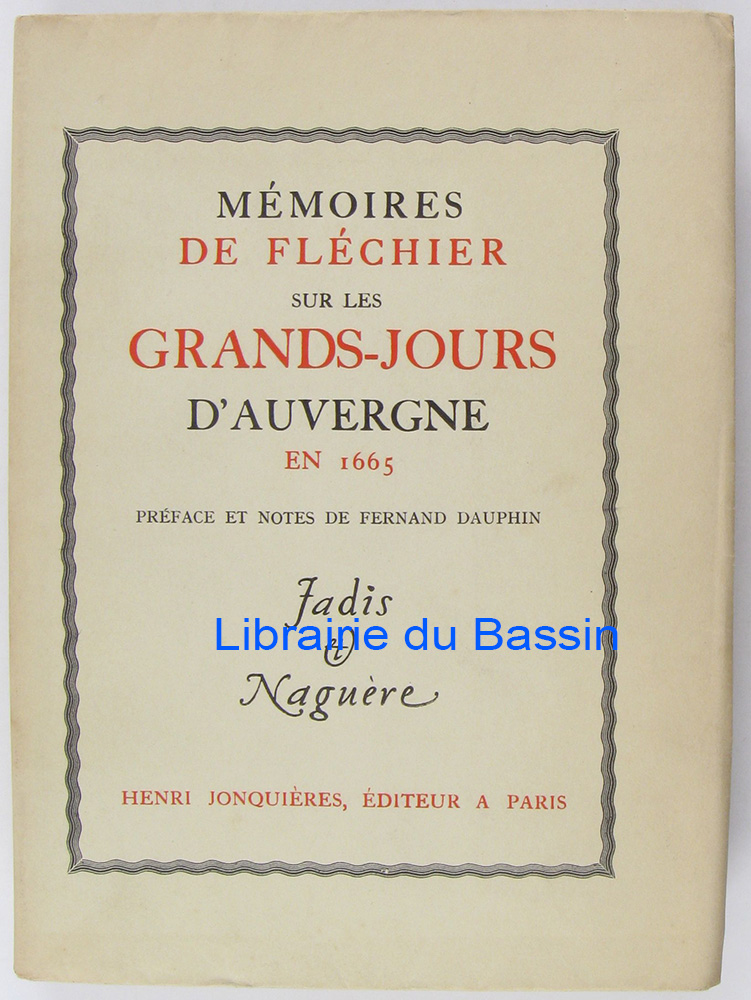 MÉMOIRES
DE FLÉCHIER
SUR LES
GRANDS-JOURS
D'AUVERGNE
EN 1665
PRÉFACE ET NOTES DE FERNAND DAUPHIN
Jadis
Librairie du Bassin
&
Naguère
HENRI JONQUIÈRES, ÉDITEUR A PARIS